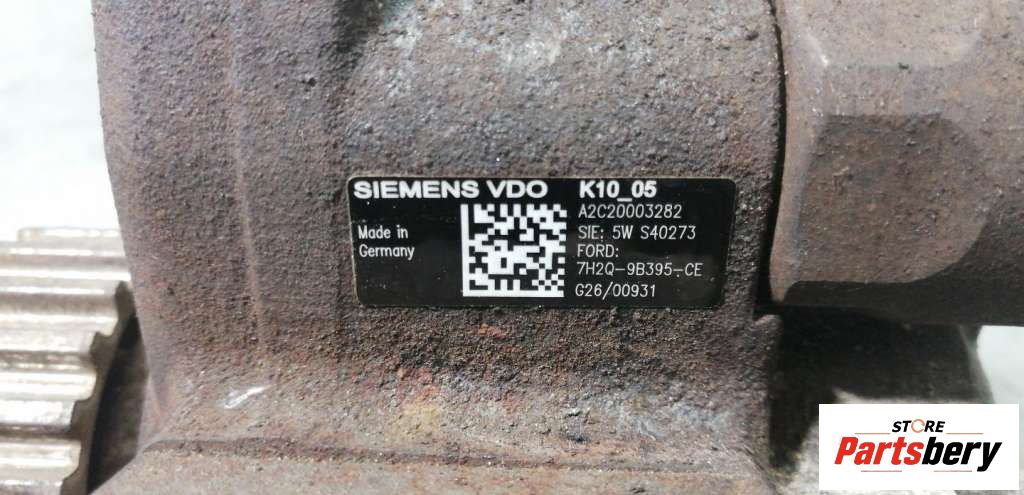 SIEMENS VDO K10_05
A2C20003282
Made in SIE: 5W S40273
Germany FORD:
7H2Q-9B395-CE
G26/00931
STORE
Partsbery